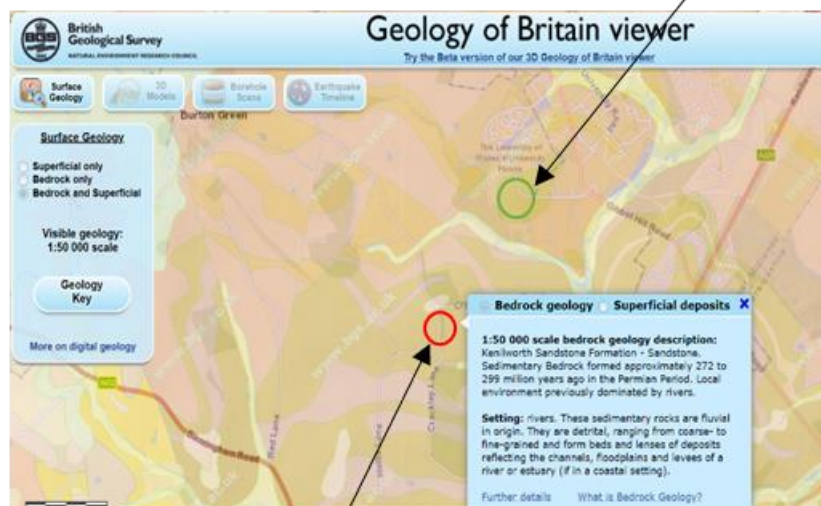 British
Geological Survey
NATURAL ENVIRONMENT RESEARCH COUNCIL
Geology of Britain viewer
Try the Beta version of our 3D Geology of Britain viewer
Surface
Geology
3D
Models
Borehole
Scans
Earthquake
Timeline
Burton Green
Surface Geology
Superficial only
Bedrock only
Bedrock and Superficial
Visible geology:
1:50 000 scale
Geology
Key
More on digital geology
The University of
House
Gibbet Hill Road
Red Lane
Crackley Lane
Birmingham Road
Bedrock geology Superficial deposits X
1:50 000 scale bedrock geology description:
Kenilworth Sandstone Formation - Sandstone.
Sedimentary Bedrock formed approximately 272 to
299 million years ago in the Permian Period. Local
environment previously dominated by rivers.
Setting: rivers. These sedimentary rocks are fluvial
in origin. They are detrital, ranging from coarse- to
fine-grained and form beds and lenses of deposits
reflecting the channels, floodplains and levees of a
river or estuary (if in a coastal setting).
Further details What is Bedrock Geology?